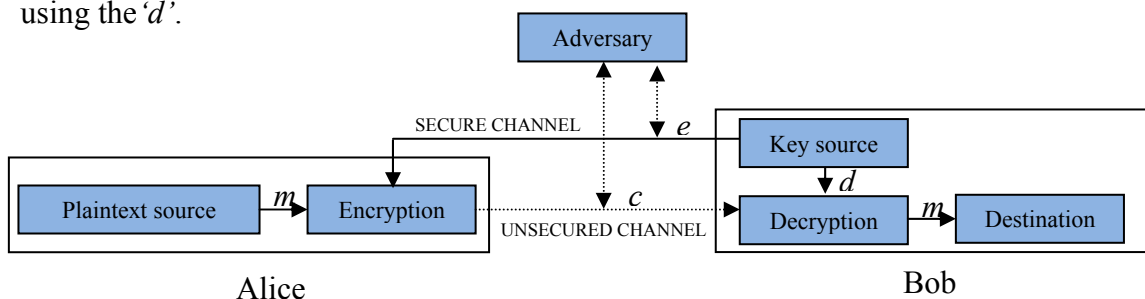 using the ‘d’.
Adversary
SECURE CHANNEL
e
Key source
Plaintext source
m
Encryption
c
d
Decryption
m
Destination
UNSECURED CHANNEL
Alice
Bob